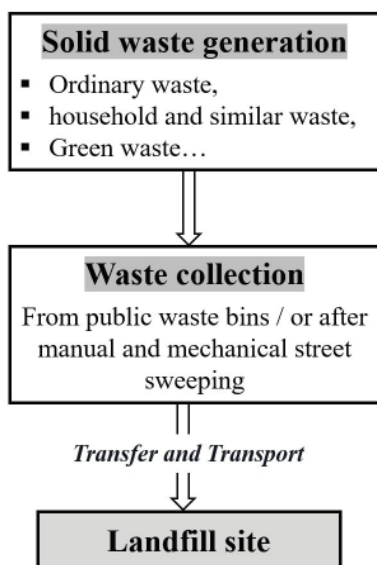 Solid waste generation
▪ Ordinary waste,
▪ household and similar waste,
▪ Green waste…
Waste collection
From public waste bins / or after
manual and mechanical street
sweeping
Transfer and Transport
Landfill site